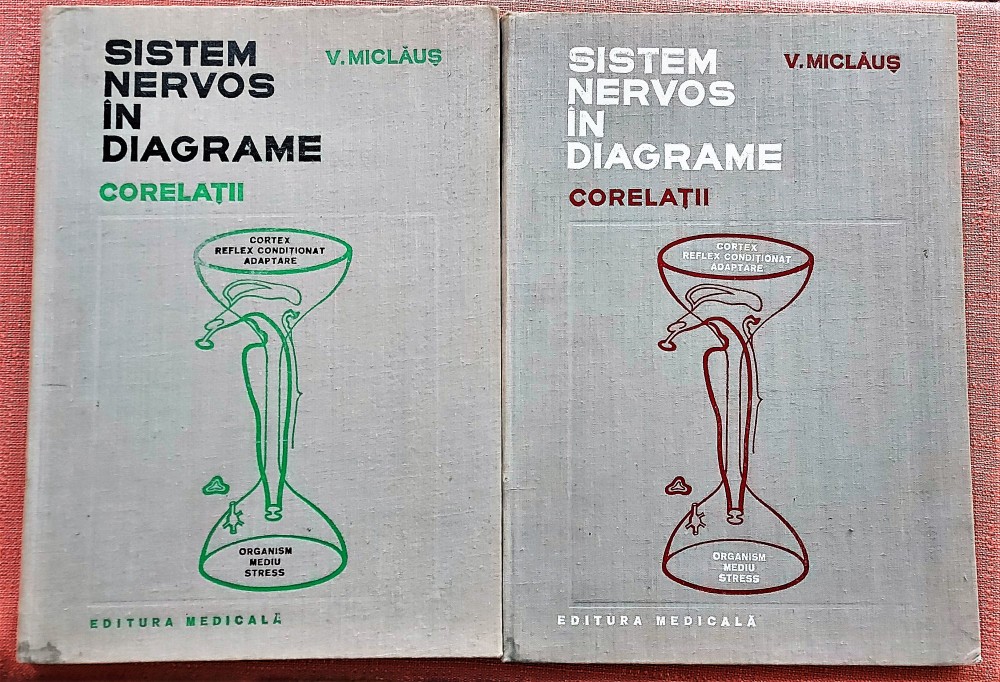 SISTEM
NERVOS
ÎN
DIAGRAME
V. MICLĂUȘ
CORELAȚII
CORTEX
REFLEX CONDIȚIONAT
ADAPTARE
ORGANISM
MEDIU
STRESS
EDITURA MEDICALĂ
SISTEM
NERVOS
ÎN
DIAGRAME
V. MICLĂUȘ
CORELAȚII
CORTEX
REFLEX CONDIȚIONAT
ADAPTARE
ORGANISM
MEDIU
STRESS
EDITURA MEDICALĂ